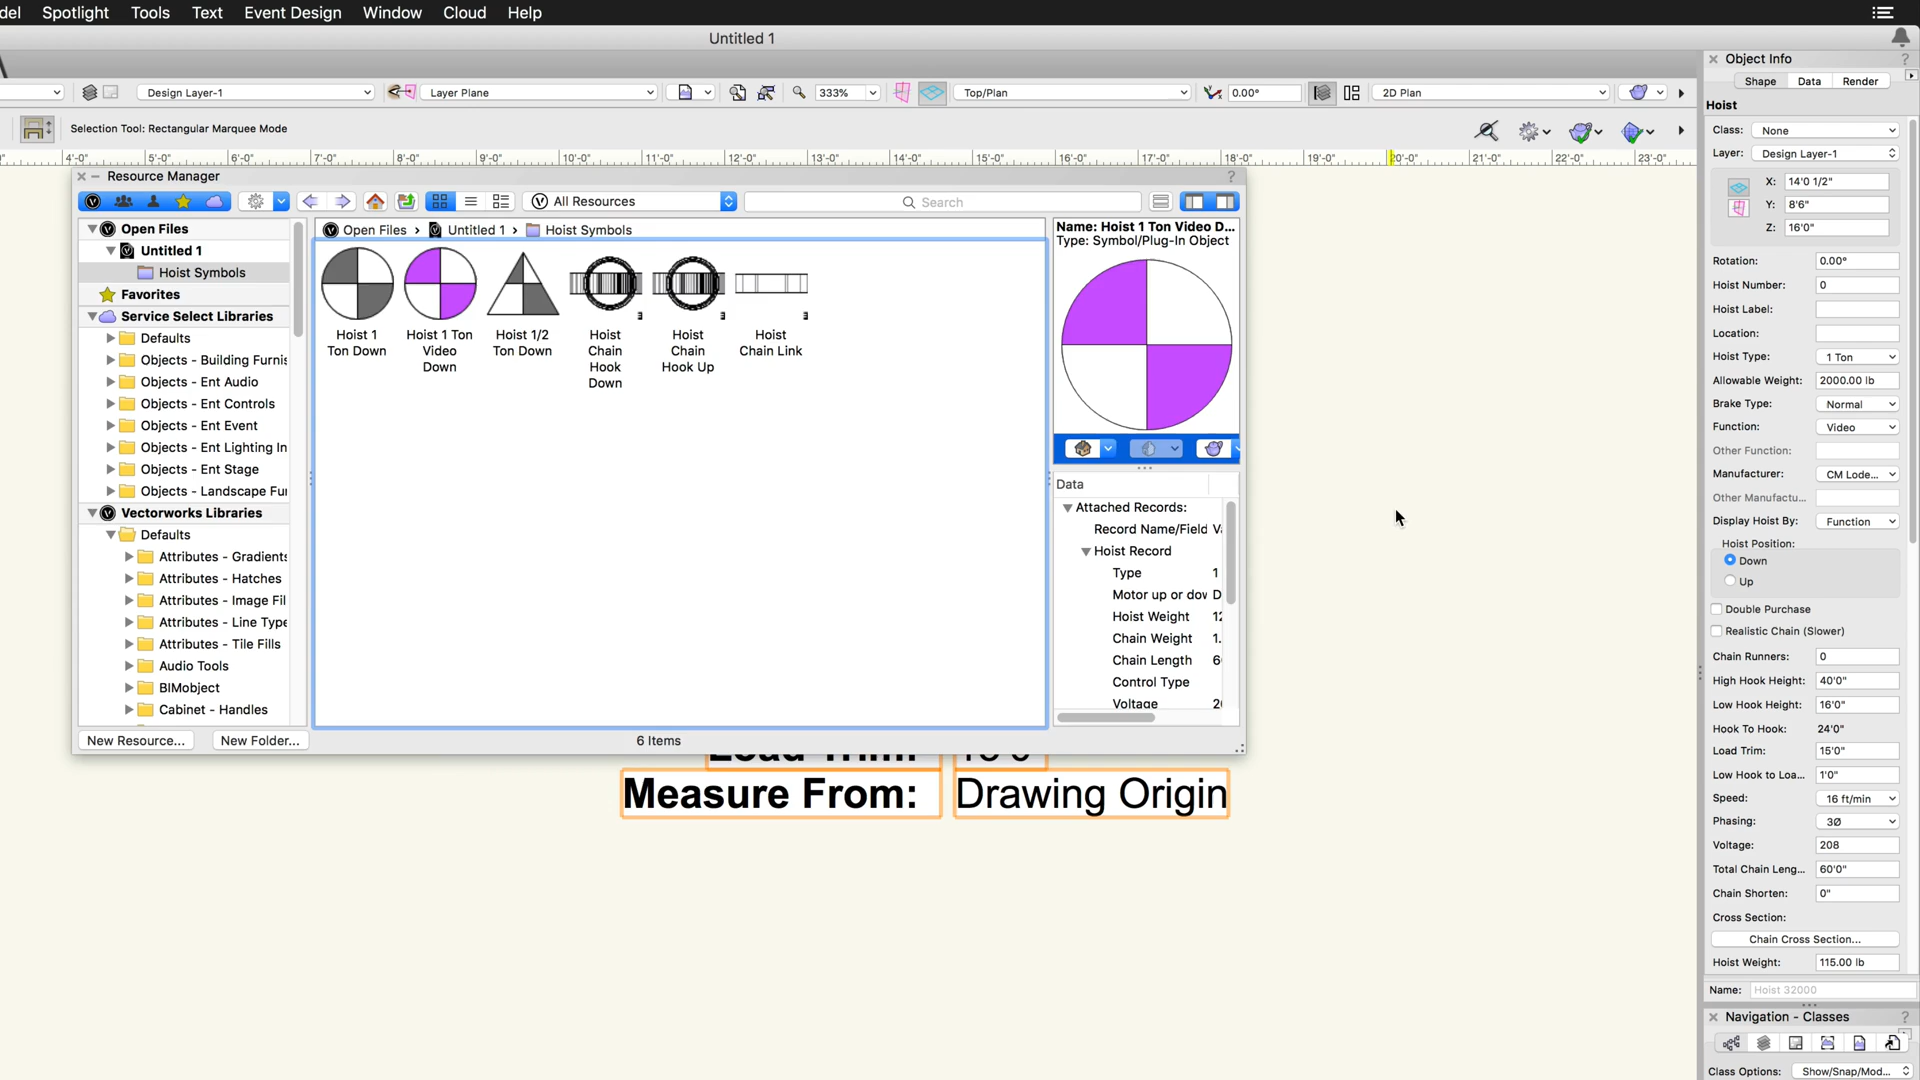 del Spotlight Tools Text Event Design Window Cloud Help
Untitled 1
Design Layer-1 Layer Plane 333% Top/Plan 0.00° 2D Plan
Selection Tool: Rectangular Marquee Mode
4'-0" 5'-0" 6'-0" 7'-0" 8'-0" 9'-0" 10'-0" 11'-0" 12'-0" 13'-0" 14'-0" 15'-0" 16'-0" 17'-0" 18'-0" 19'-0" 20'-0" 21'-0" 22'-0" 23'-0"
Resource Manager ?
All Resources Search
Open Files
Untitled 1
Hoist Symbols
Favorites
Service Select Libraries
Defaults
Objects - Building Furnis
Objects - Ent Audio
Objects - Ent Controls
Objects - Ent Event
Objects - Ent Lighting In
Objects - Ent Stage
Objects - Landscape Fur
Vectorworks Libraries
Defaults
Attributes - Gradients
Attributes - Hatches
Attributes - Image Fil
Attributes - Line Type
Attributes - Tile Fills
Audio Tools
BIMobject
Cabinet - Handles
New Resource... New Folder...
Open Files › Untitled 1 › Hoist Symbols
Hoist 1
Ton Down
Hoist 1 Ton
Video
Down
Hoist 1/2
Ton Down
Hoist
Chain
Hook
Down
Hoist
Chain
Hook Up
Hoist
Chain Link
6 Items
Name: Hoist 1 Ton Video D...
Type: Symbol/Plug-In Object
Data
Attached Records:
Record Name/Field Va
Hoist Record
Type 1
Motor up or dow D
Hoist Weight 12
Chain Weight 1.
Chain Length 6
Control Type
Voltage 20
Load Trim: 15'0"
Measure From: Drawing Origin
Object Info ?
Shape Data Render
Hoist
Class: None
Layer: Design Layer-1
X: 14'0 1/2"
Y: 8'6"
Z: 16'0"
Rotation: 0.00°
Hoist Number: 0
Hoist Label:
Location:
Hoist Type: 1 Ton
Allowable Weight: 2000.00 lb
Brake Type: Normal
Function: Video
Other Function:
Manufacturer: CM Lode...
Other Manufactu...
Display Hoist By: Function
Hoist Position:
Down
Up
Double Purchase
Realistic Chain (Slower)
Chain Runners: 0
High Hook Height: 40'0"
Low Hook Height: 16'0"
Hook To Hook: 24'0"
Load Trim: 15'0"
Low Hook to Loa... 1'0"
Speed: 16 ft/min
Phasing: 3Ø
Voltage: 208
Total Chain Leng... 60'0"
Chain Shorten: 0"
Cross Section:
Chain Cross Section...
Hoist Weight: 115.00 lb
Name: Hoist 32000
Navigation - Classes ?
Class Options: Show/Snap/Mod...